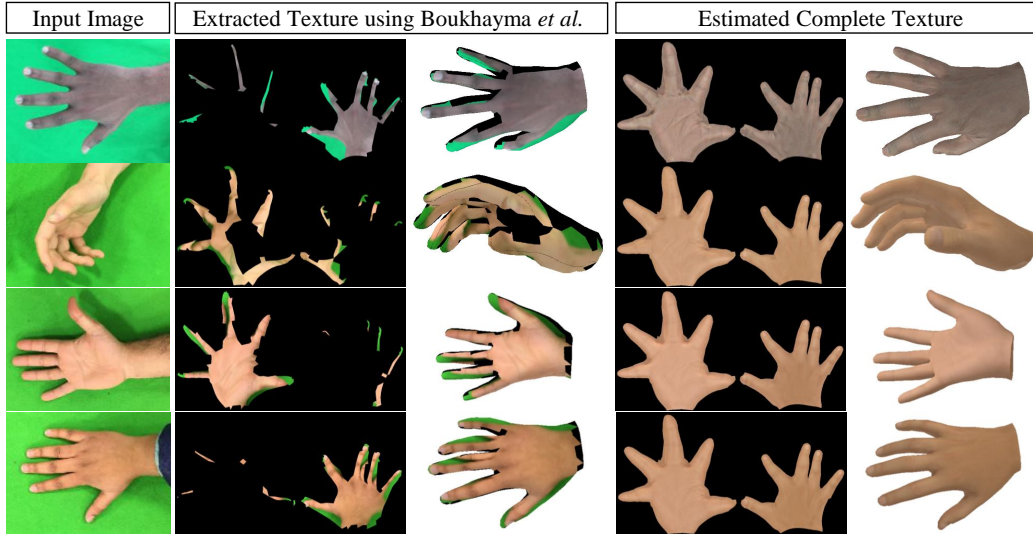 Input Image
Extracted Texture using Boukhayma et al.
Estimated Complete Texture